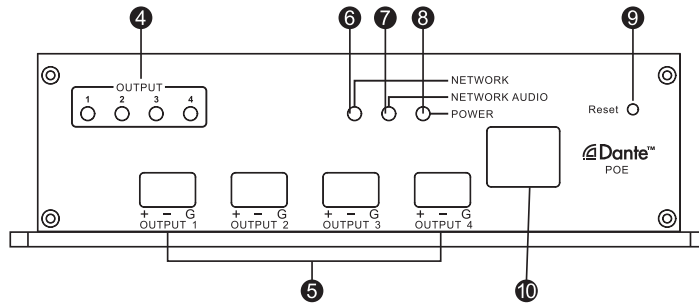 4 6 7 8 9
OUTPUT
1 2 3 4
NETWORK
NETWORK AUDIO
POWER
Reset
Dante™
POE
+ − G + − G + − G + − G
OUTPUT 1 OUTPUT 2 OUTPUT 3 OUTPUT 4
5 10